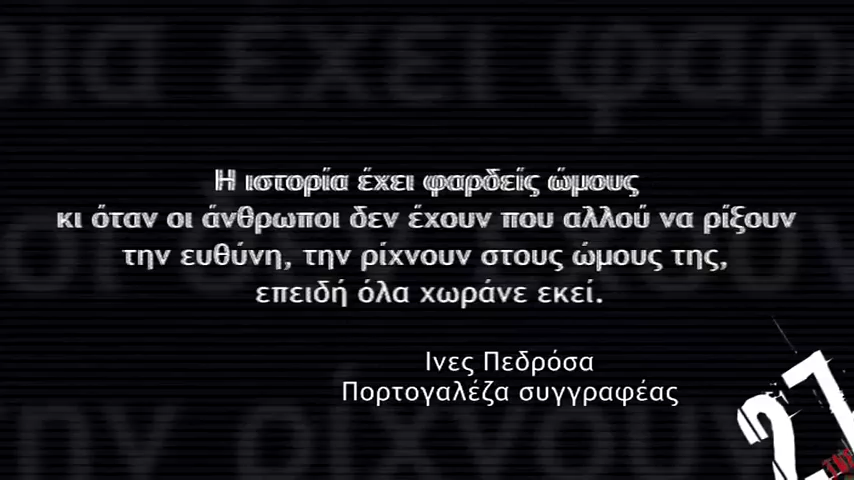 Η ιστορία έχει φαρδείς ώμους
κι όταν οι άνθρωποι δεν έχουν που αλλού να ρίξουν
την ευθύνη, την ρίχνουν στους ώμους της,
επειδή όλα χωράνε εκεί.
Ινες Πεδρόσα
Πορτογαλέζα συγγραφέας
27